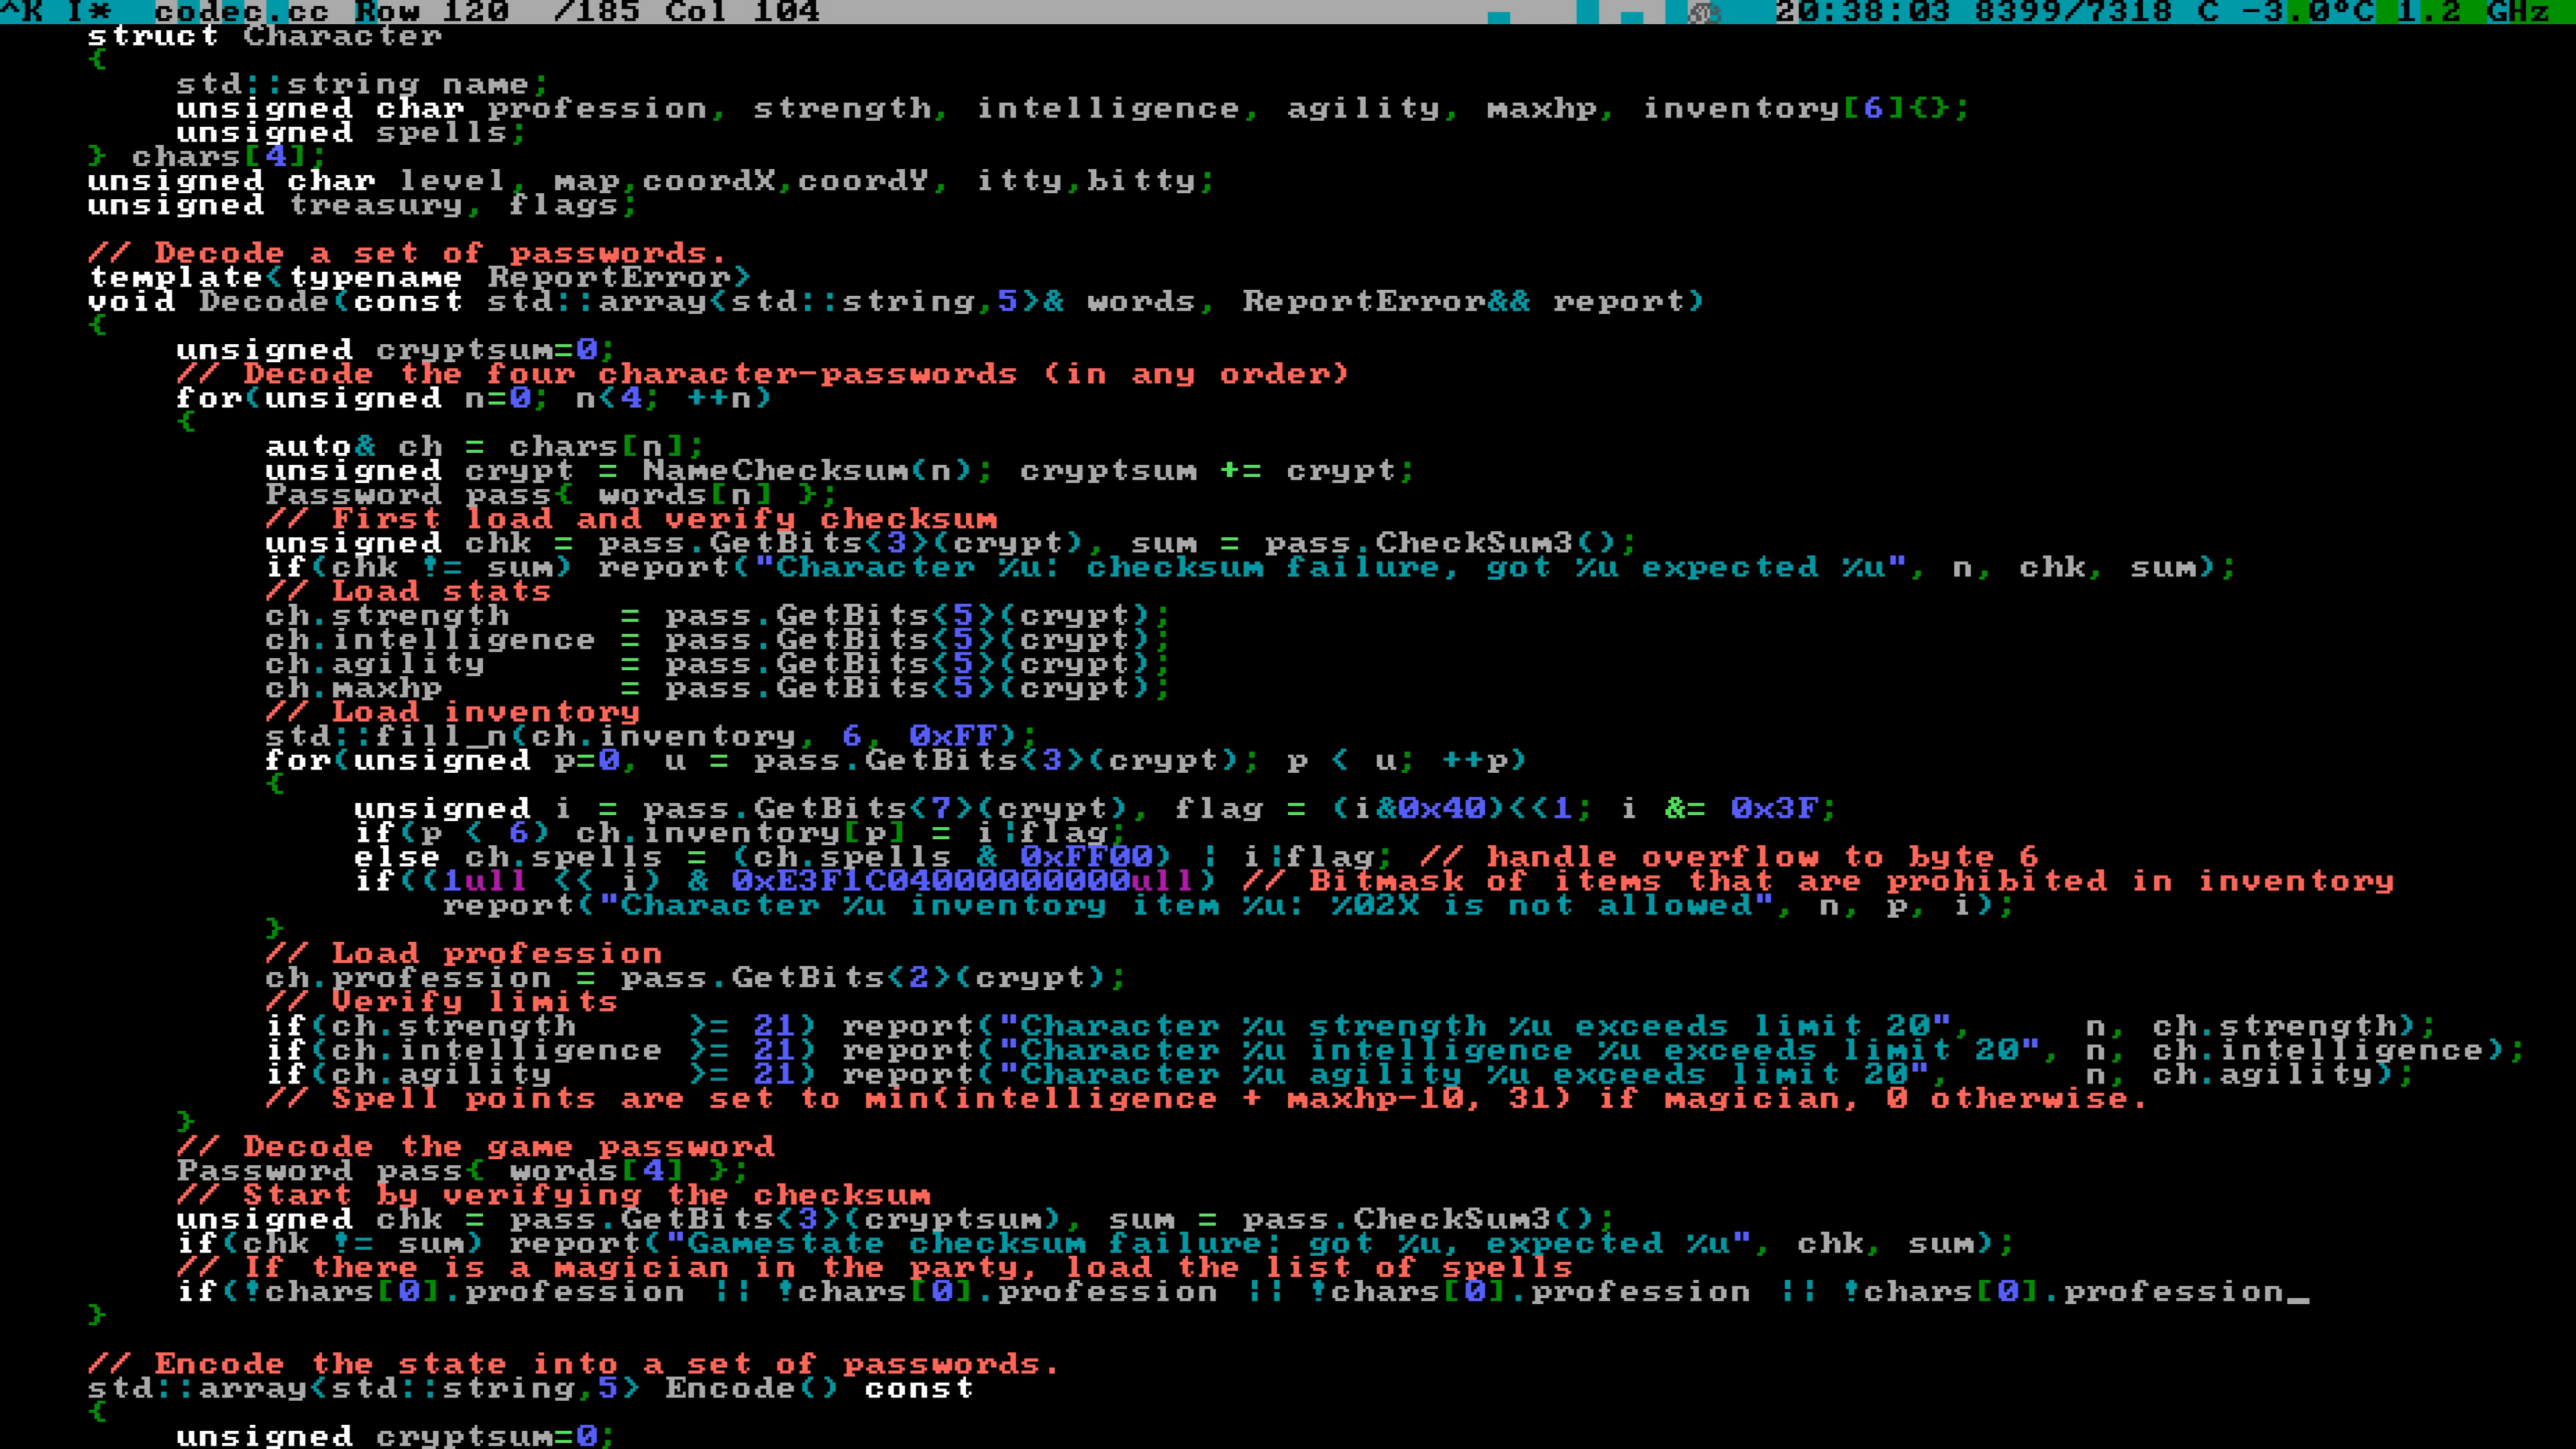 ^K I*  codec.cc Row 120  /185 Col 104 20:38:03 8399/7318 C -3.0ºC 1.2 GHz
    struct Character
    {
        std::string name;
        unsigned char profession, strength, intelligence, agility, maxhp, inventory[6]{};
        unsigned spells;
    } chars[4];
    unsigned char level, map,coordX,coordY, itty,bitty;
    unsigned treasury, flags;

    // Decode a set of passwords.
    template<typename ReportError>
    void Decode(const std::array<std::string,5>& words, ReportError&& report)
    {
        unsigned cryptsum=0;
        // Decode the four character-passwords (in any order)
        for(unsigned n=0; n<4; ++n)
        {
            auto& ch = chars[n];
            unsigned crypt = NameChecksum(n); cryptsum += crypt;
            Password pass{ words[n] };
            // First load and verify checksum
            unsigned chk = pass.GetBits<3>(crypt), sum = pass.CheckSum3();
            if(chk != sum) report("Character %u: checksum failure, got %u expected %u", n, chk, sum);
            // Load stats
            ch.strength     = pass.GetBits<5>(crypt);
            ch.intelligence = pass.GetBits<5>(crypt);
            ch.agility      = pass.GetBits<5>(crypt);
            ch.maxhp        = pass.GetBits<5>(crypt);
            // Load inventory
            std::fill_n(ch.inventory, 6, 0xFF);
            for(unsigned p=0, u = pass.GetBits<3>(crypt); p < u; ++p)
            {
                unsigned i = pass.GetBits<7>(crypt), flag = (i&0x40)<<1; i &= 0x3F;
                if(p < 6) ch.inventory[p] = i|flag;
                else ch.spells = (ch.spells & 0xFF00) | i|flag; // handle overflow to byte 6
                if((1ull << i) & 0xE3F1C04000000000ull) // Bitmask of items that are prohibited in inventory
                    report("Character %u inventory item %u: %02X is not allowed", n, p, i);
            }
            // Load profession
            ch.profession = pass.GetBits<2>(crypt);
            // Verify limits
            if(ch.strength     >= 21) report("Character %u strength %u exceeds limit 20",     n, ch.strength);
            if(ch.intelligence >= 21) report("Character %u intelligence %u exceeds limit 20", n, ch.intelligence);
            if(ch.agility      >= 21) report("Character %u agility %u exceeds limit 20",      n, ch.agility);
            // Spell points are set to min(intelligence + maxhp-10, 31) if magician, 0 otherwise.
        }
        // Decode the game password
        Password pass{ words[4] };
        // Start by verifying the checksum
        unsigned chk = pass.GetBits<3>(cryptsum), sum = pass.CheckSum3();
        if(chk != sum) report("Gamestate checksum failure: got %u, expected %u", chk, sum);
        // If there is a magician in the party, load the list of spells
        if(!chars[0].profession || !chars[0].profession || !chars[0].profession || !chars[0].profession_
    }

    // Encode the state into a set of passwords.
    std::array<std::string,5> Encode() const
    {
        unsigned cryptsum=0;